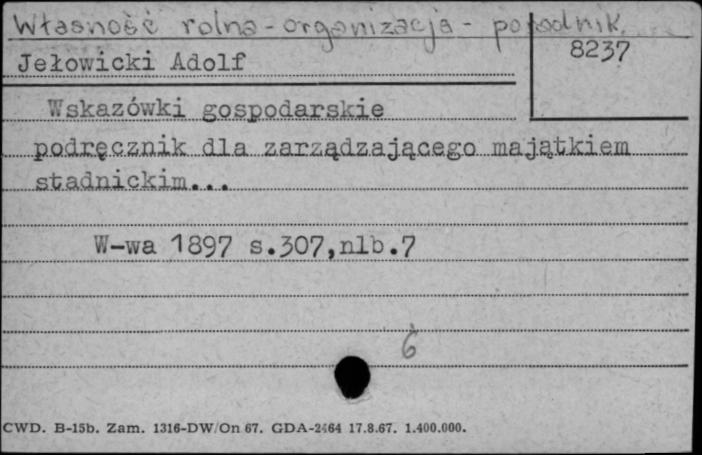 Własność rolna - organizacja - poradnik
8237
Jełowicki Adolf
Wskazówki gospodarskie
podręcznik dla zarządzającego majątkiem
stadnickim...
W-wa 1897 s.307,nlb.7
6
CWD. B-15b. Zam. 1316-DW/On 67. GDA-2464 17.8.67. 1.400.000.